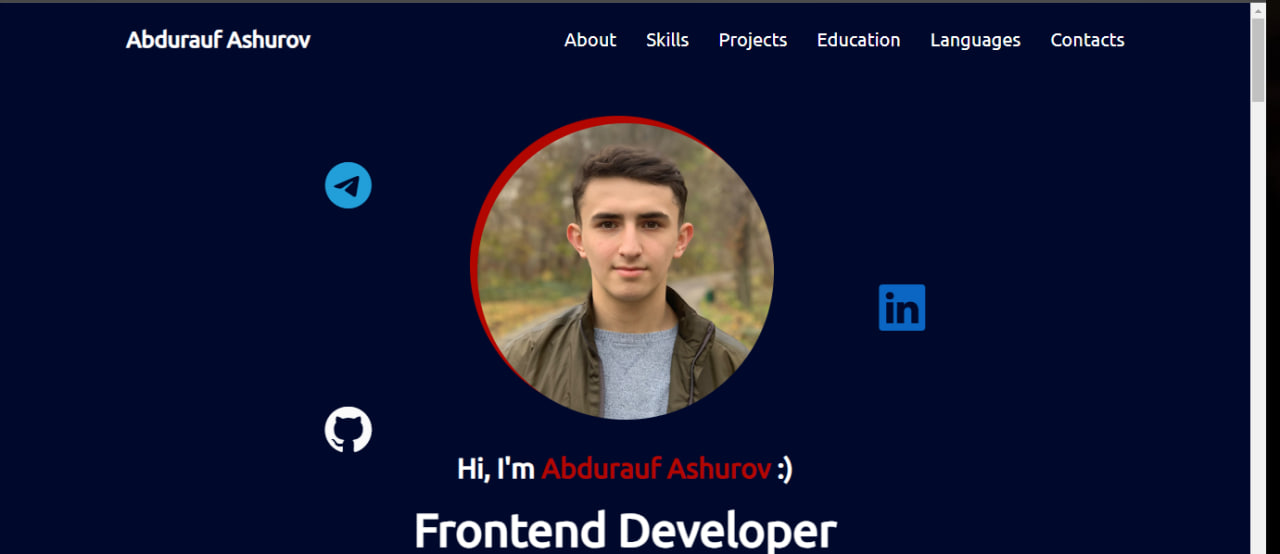 Abdurauf Ashurov
About Skills Projects Education Languages Contacts
in
Hi, I'm Abdurauf Ashurov :)
Frontend Developer